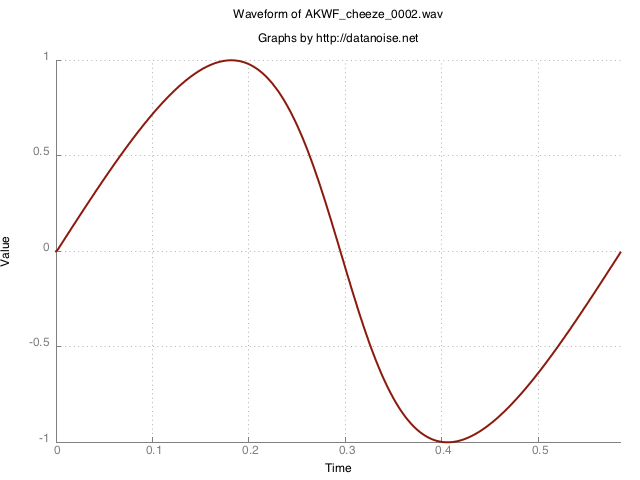 Waveform of AKWF_cheeze_0002.wav
Graphs by http://datanoise.net
1
0.5
0
-0.5
-1
Value
0 0.1 0.2 0.3 0.4 0.5
Time